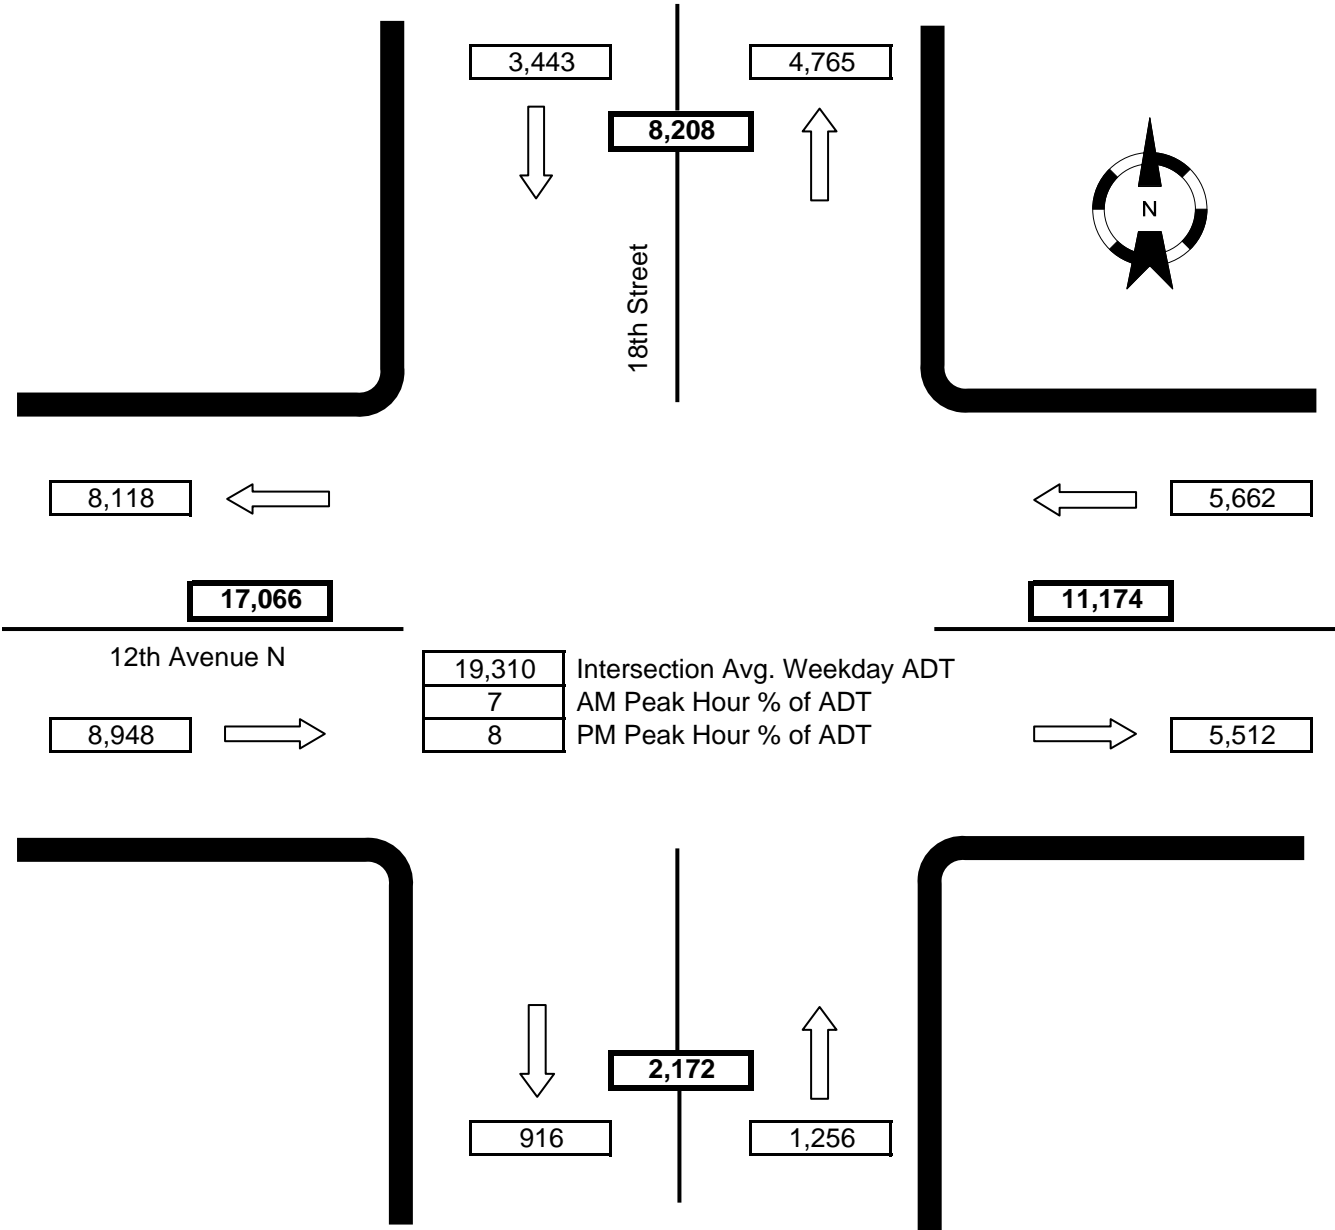 3,443
4,765
8,208
N
18th Street
8,118
5,662
17,066
11,174
12th Avenue N
19,310 Intersection Avg. Weekday ADT
7 AM Peak Hour % of ADT
8 PM Peak Hour % of ADT
8,948
5,512
2,172
916
1,256